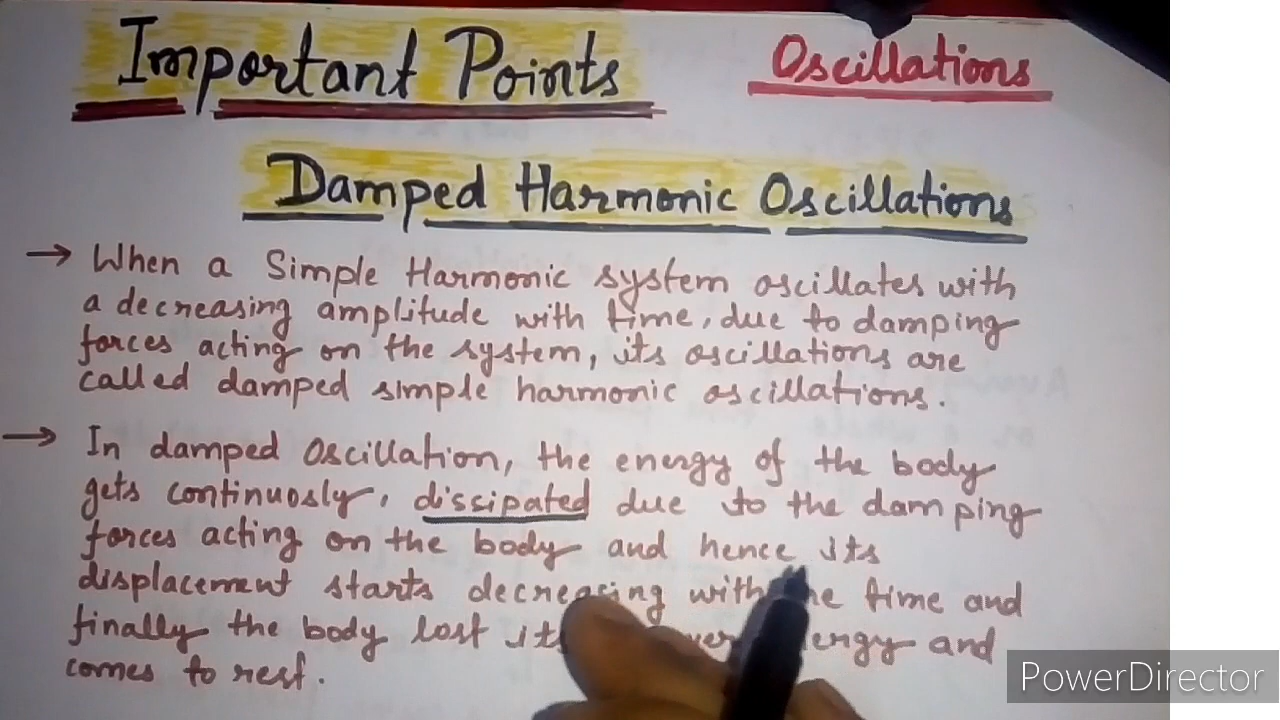 Important Points
Oscillations
Damped Harmonic Oscillations
→ When a Simple Harmonic system oscillates with
a decreasing amplitude with time, due to damping
forces acting on the system, its oscillations are
called damped simple harmonic oscillations.
→ In damped Oscillation, the energy of the body
gets continuosly, dissipated due to the damping
forces acting on the body and hence its
displacement starts decreasing with time and
finally the body lost its and
comes to rest.
PowerDirector